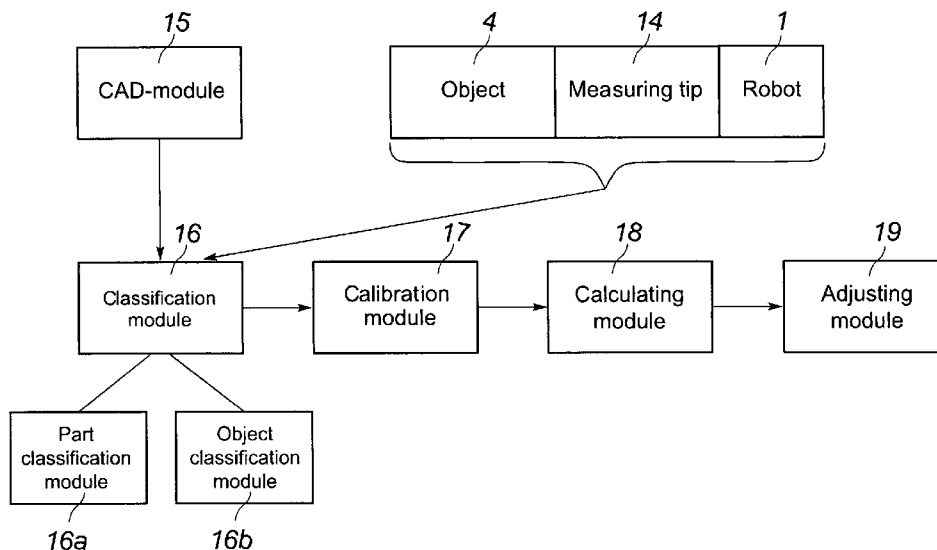 15
4
14
1
CAD-module
Object
Measuring tip
Robot
16
17
18
19
Classification
module
Calibration
module
Calculating
module
Adjusting
module
Part
classification
module
Object
classification
module
16a
16b